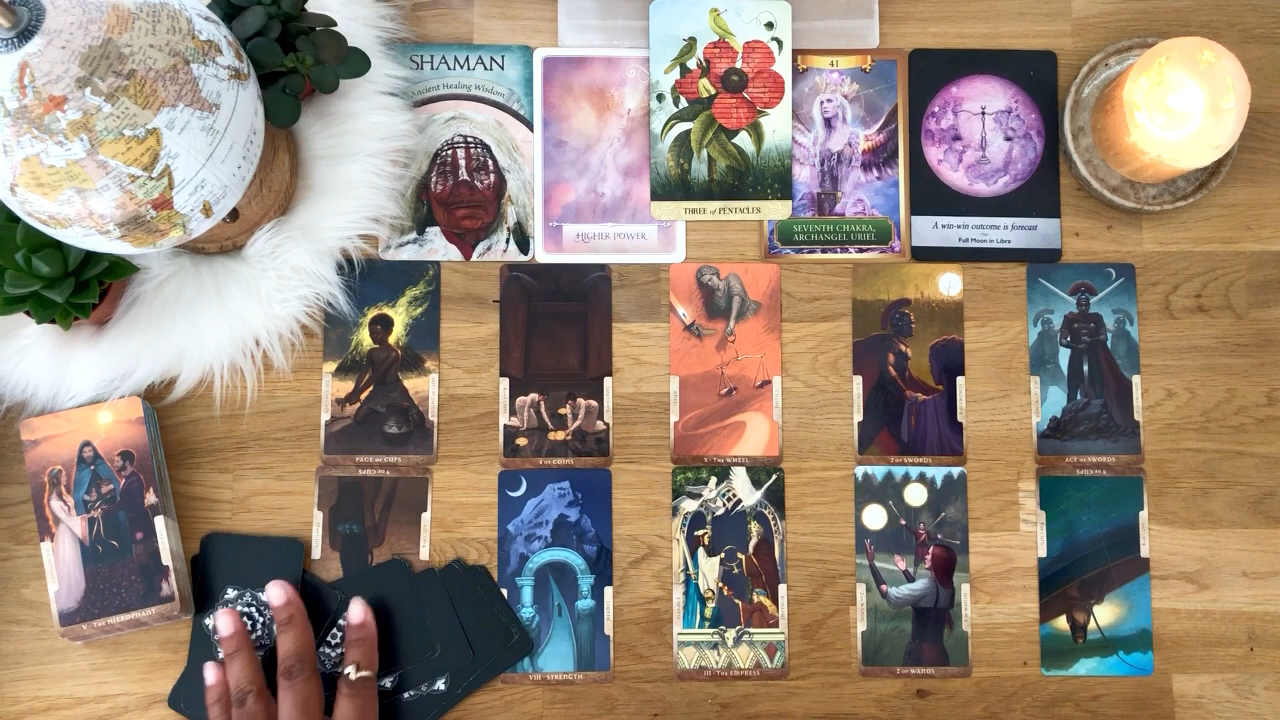 SHAMAN
Ancient Healing Wisdom
HIGHER POWER
THREE of PENTACLES
41
SEVENTH CHAKRA,
ARCHANGEL URIEL
A win-win outcome is forecast
Full Moon in Libra
PAGE OF CUPS
4 OF COINS
X · THE WHEEL
2 OF SWORDS
ACE OF SWORDS
V · THE HIEROPHANT
VIII · STRENGTH
III · THE EMPRESS
2 OF WANDS